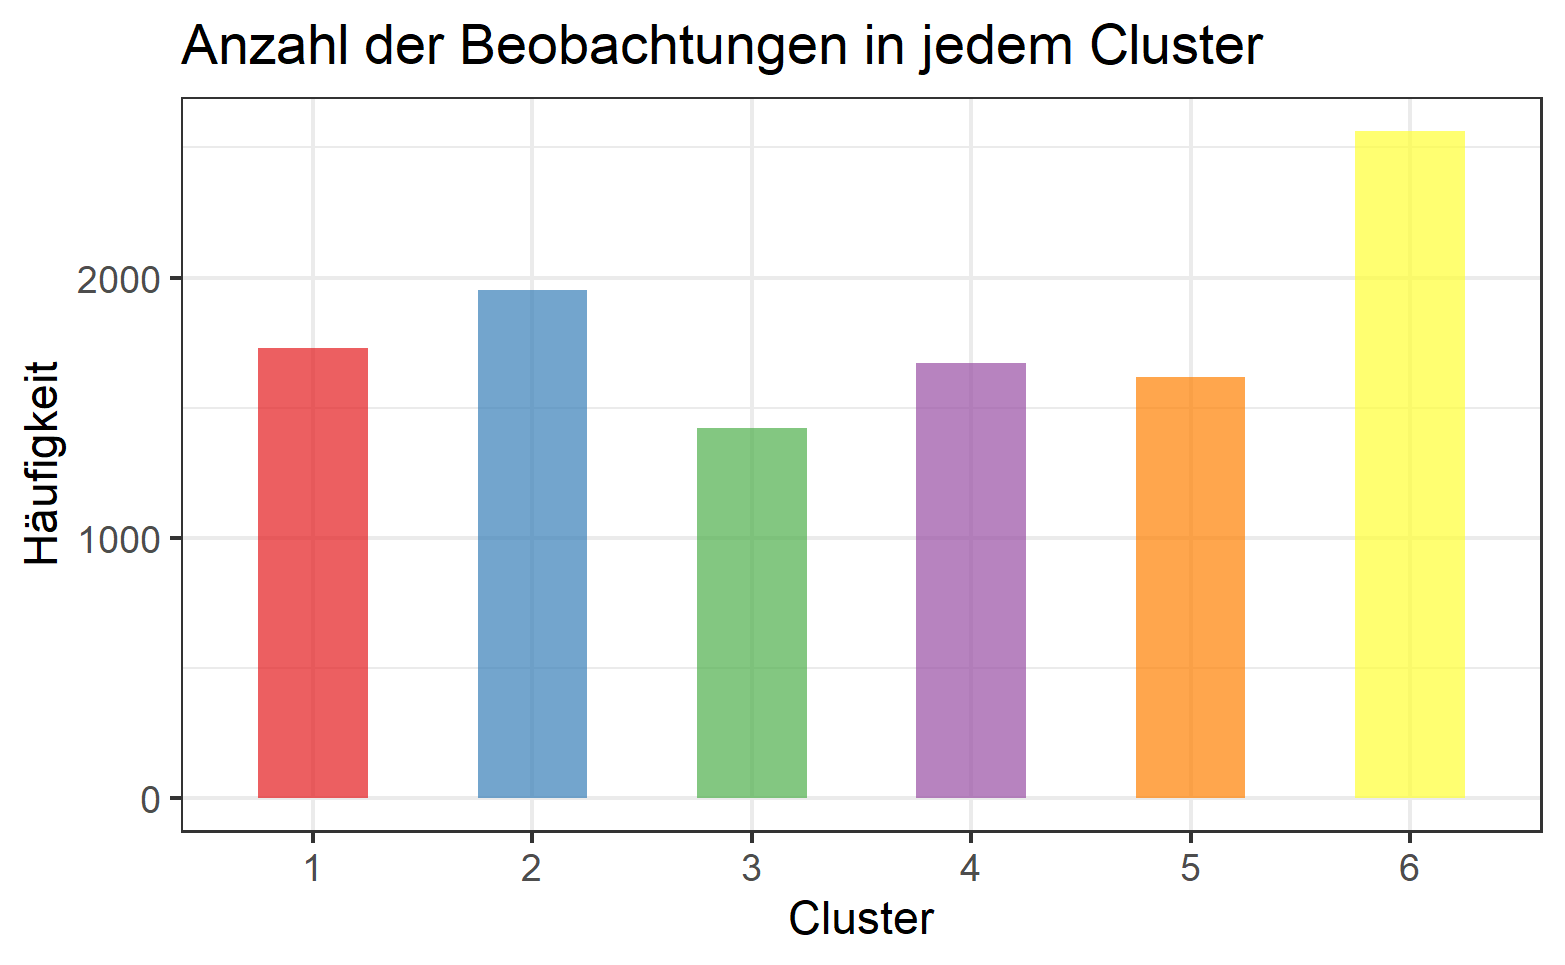 Anzahl der Beobachtungen in jedem Cluster
Häufigkeit
2000
1000
0
1 2 3 4 5 6
Cluster